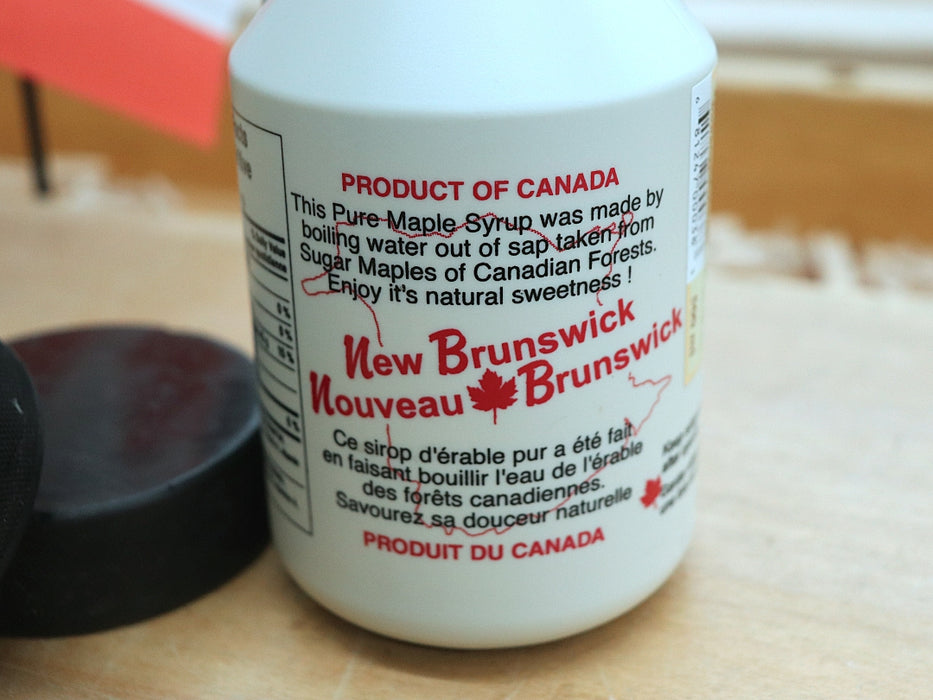 PRODUCT OF CANADA
This Pure Maple Syrup was made by
boiling water out of sap taken from
Sugar Maples of Canadian Forests.
Enjoy it's natural sweetness !
New Brunswick
Nouveau Brunswick
Ce sirop d'érable pur a été fait
en faisant bouillir l'eau de l'érable
des forêts canadiennes.
Savourez sa douceur naturelle
PRODUIT DU CANADA